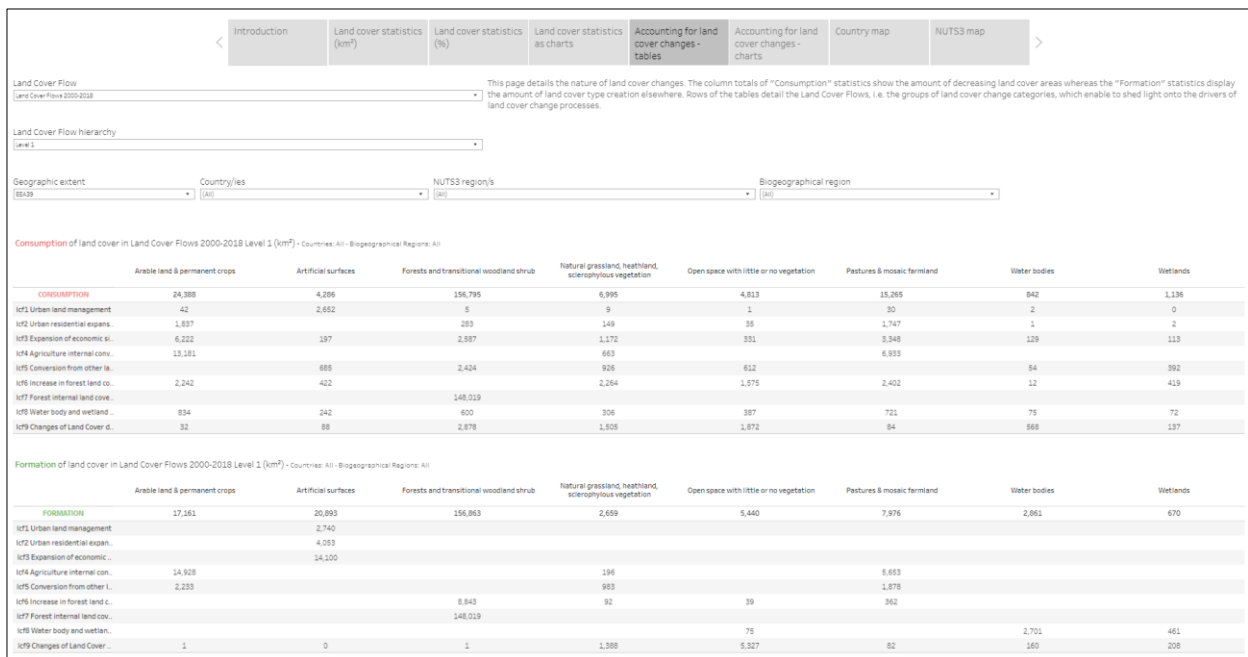 Introduction
Land cover statistics (km²)
Land cover statistics (%)
Land cover statistics as charts
Accounting for land cover changes - tables
Accounting for land cover changes - charts
Country map
NUTS3 map
Land Cover Flow
Land Cover Flows 2000-2018
This page details the nature of land cover changes. The column totals of "Consumption" statistics show the amount of decreasing land cover areas whereas the "Formation" statistics display
the amount of land cover type creation elsewhere. Rows of the tables detail the Land Cover Flows, i.e. the groups of land cover change categories, which enable to shed light onto the drivers of
land cover change processes.
Land Cover Flow hierarchy
Level 1
Geographic extent Country/ies NUTS3 region/s Biogeographical region
EEA39 (All) (All) (All)
Consumption of land cover in Land Cover Flows 2000-2018 Level 1 (km²) - Countries: All - Biogeographical Regions: All
Arable land & permanent crops Artificial surfaces Forests and transitional woodland shrub Natural grassland, heathland, sclerophylous vegetation Open space with little or no vegetation Pastures & mosaic farmland Water bodies Wetlands
CONSUMPTION 24,388 4,286 156,795 6,995 4,813 15,265 842 1,136
lcf1 Urban land management 42 2,652 5 9 1 30 2 0
lcf2 Urban residential expans.. 1,837 283 149 35 1,747 1 2
lcf3 Expansion of economic si.. 6,222 197 2,587 1,172 331 3,348 129 113
lcf4 Agriculture internal conv.. 13,181 663 6,933
lcf5 Conversion from other la.. 685 2,424 926 612 54 392
lcf6 Increase in forest land co.. 2,242 422 2,264 1,575 2,402 12 419
lcf7 Forest internal land cove.. 148,019
lcf8 Water body and wetland .. 834 242 600 306 387 721 75 72
lcf9 Changes of Land Cover d.. 32 88 2,878 1,505 1,872 84 568 137
Formation of land cover in Land Cover Flows 2000-2018 Level 1 (km²) - Countries: All - Biogeographical Regions: All
Arable land & permanent crops Artificial surfaces Forests and transitional woodland shrub Natural grassland, heathland, sclerophylous vegetation Open space with little or no vegetation Pastures & mosaic farmland Water bodies Wetlands
FORMATION 17,161 20,893 156,863 2,659 5,440 7,976 2,861 670
lcf1 Urban land management 2,740
lcf2 Urban residential expan.. 4,053
lcf3 Expansion of economic .. 14,100
lcf4 Agriculture internal con.. 14,928 196 5,653
lcf5 Conversion from other l.. 2,233 983 1,878
lcf6 Increase in forest land c.. 8,843 92 39 362
lcf7 Forest internal land cov.. 148,019
lcf8 Water body and wetlan.. 75 2,701 461
lcf9 Changes of Land Cover .. 1 0 1 1,388 5,327 82 160 208